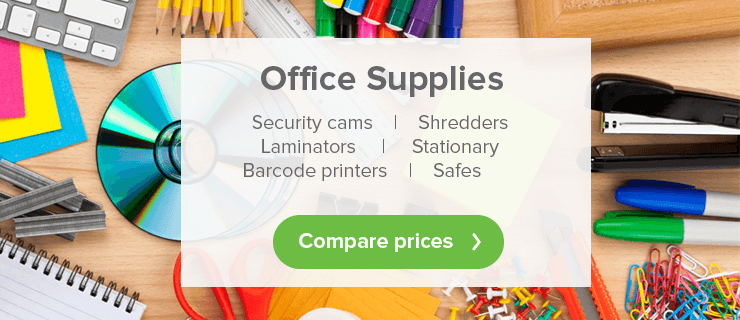 Office Supplies
Security cams | Shredders
Laminators | Stationary
Barcode printers | Safes
Compare prices